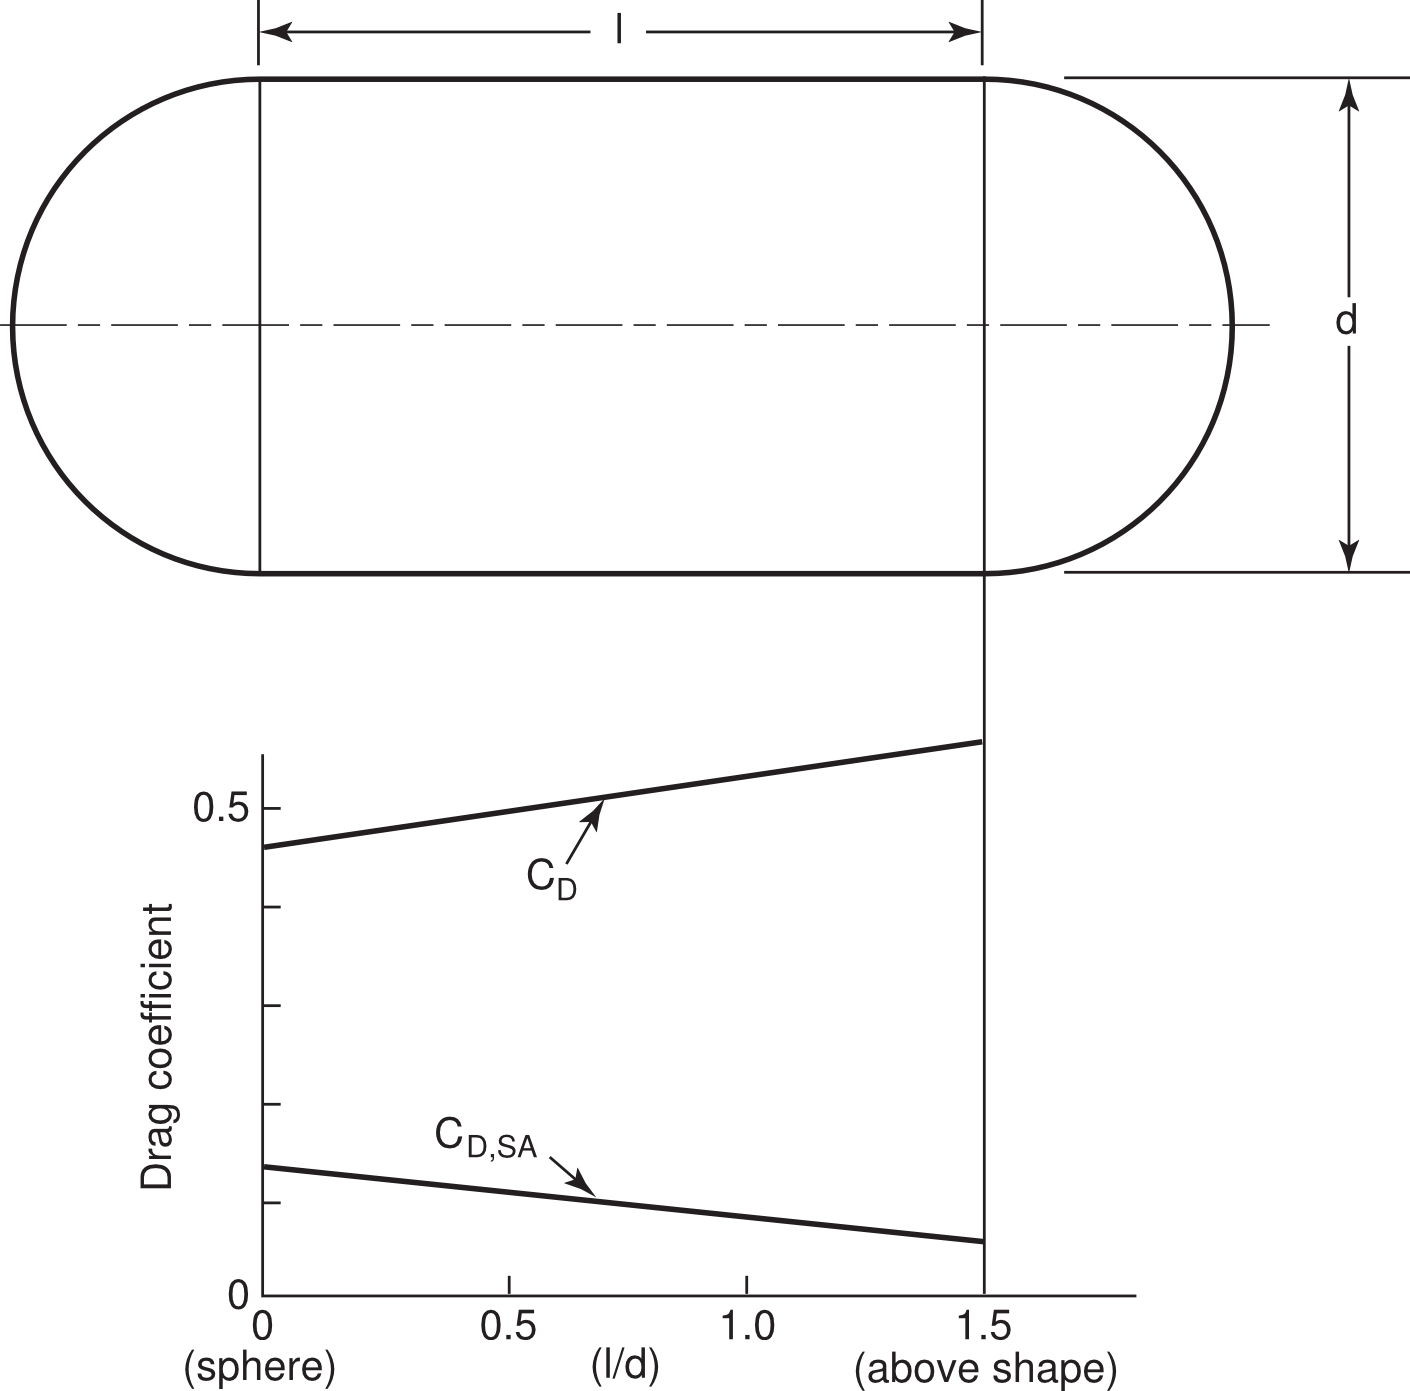 l
d
0.5
C_D
Drag coefficient
C_D,SA
0
0 0.5 1.0 1.5
(sphere) (l/d) (above shape)